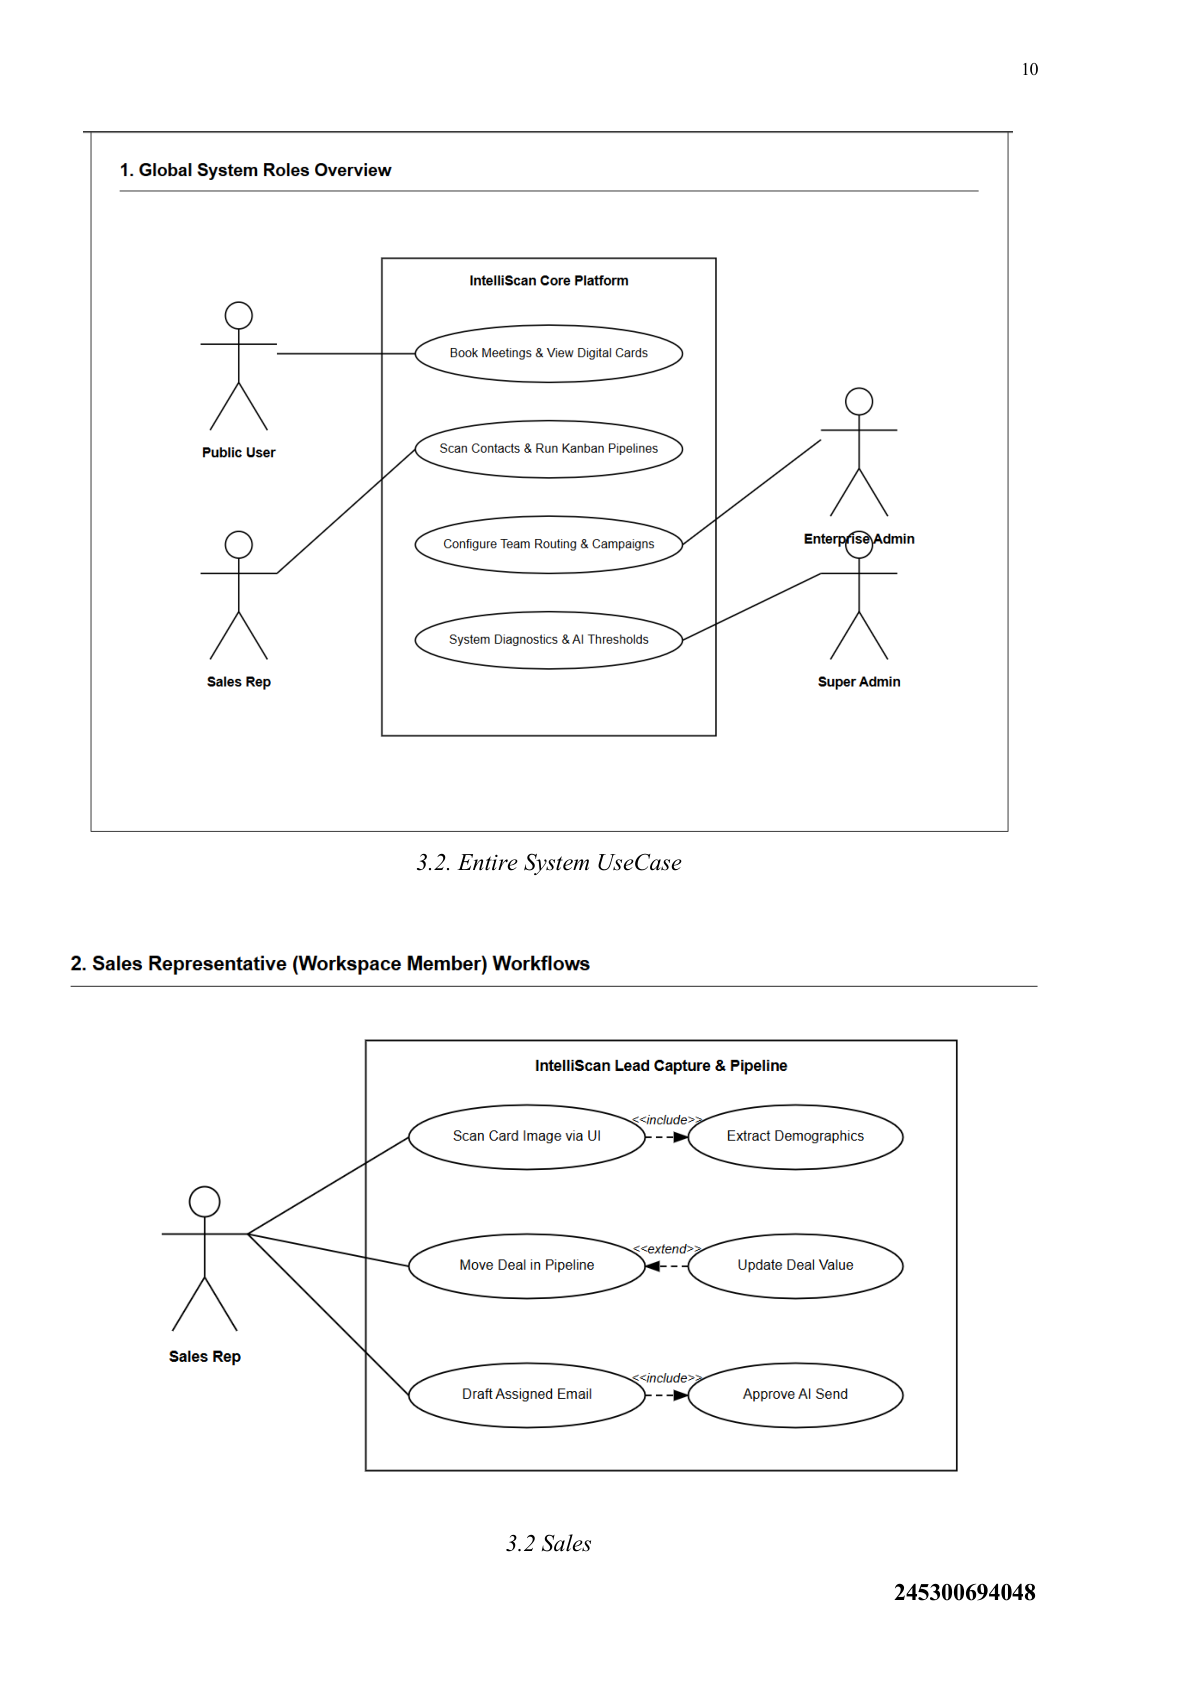 10
1. Global System Roles Overview
IntelliScan Core Platform
Book Meetings & View Digital Cards
Public User
Scan Contacts & Run Kanban Pipelines
Enterprise Admin
Configure Team Routing & Campaigns
System Diagnostics & AI Thresholds
Sales Rep
Super Admin
3.2. Entire System UseCase
2. Sales Representative (Workspace Member) Workflows
IntelliScan Lead Capture & Pipeline
<<include>>
Scan Card Image via UI
Extract Demographics
<<extend>>
Move Deal in Pipeline
Update Deal Value
Sales Rep
<<include>>
Draft Assigned Email
Approve AI Send
3.2 Sales
245300694048